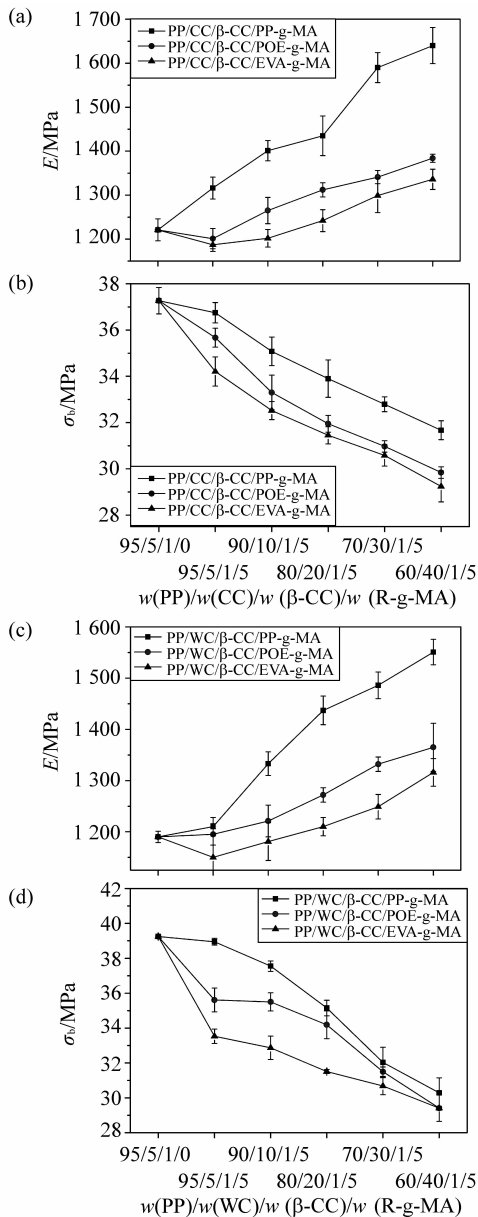 (a)
1 700
1 600
1 400
1 300
1 200
E/MPa
PP/CC/β-CC/PP-g-MA
PP/CC/β-CC/POE-g-MA
PP/CC/β-CC/EVA-g-MA
(b)
38
36
34
32
30
28
σb/MPa
PP/CC/β-CC/PP-g-MA
PP/CC/β-CC/POE-g-MA
PP/CC/β-CC/EVA-g-MA
95/5/1/0 90/10/1/5 70/30/1/5
95/5/1/5 80/20/1/5 60/40/1/5
w(PP)/w(CC)/w (β-CC)/w (R-g-MA)
(c)
1 600
1 500
1 400
1 300
1 200
E/MPa
PP/WC/β-CC/PP-g-MA
PP/WC/β-CC/POE-g-MA
PP/WC/β-CC/EVA-g-MA
(d)
42
40
38
36
34
32
30
28
σb/MPa
PP/WC/β-CC/PP-g-MA
PP/WC/β-CC/POE-g-MA
PP/WC/β-CC/EVA-g-MA
95/5/1/0 90/10/1/5 70/30/1/5
95/5/1/5 80/20/1/5 60/40/1/5
w(PP)/w(WC)/w (β-CC)/w (R-g-MA)